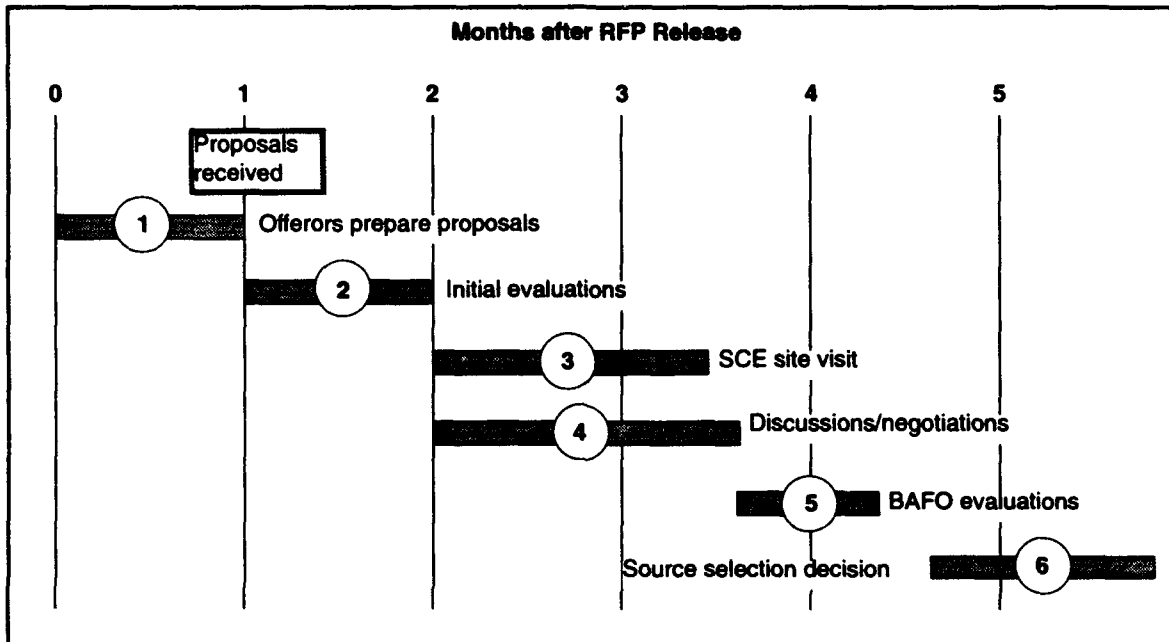 Months after RFP Release
0 1 2 3 4 5
Proposals
received
1 Offerors prepare proposals
2 Initial evaluations
3 SCE site visit
4 Discussions/negotiations
5 BAFO evaluations
Source selection decision 6